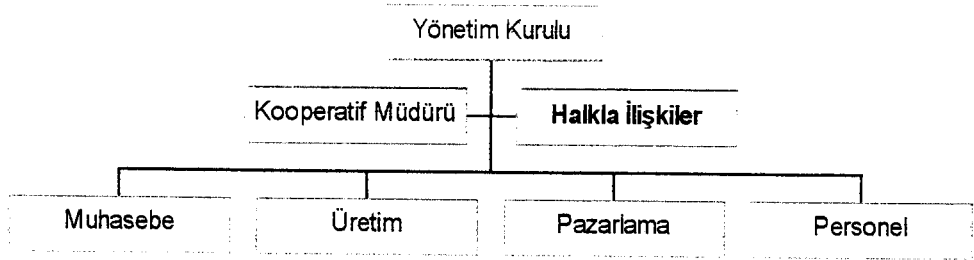 Yönetim Kurulu
Kooperatif Müdürü
Halkla İlişkiler
Muhasebe
Üretim
Pazarlama
Personel